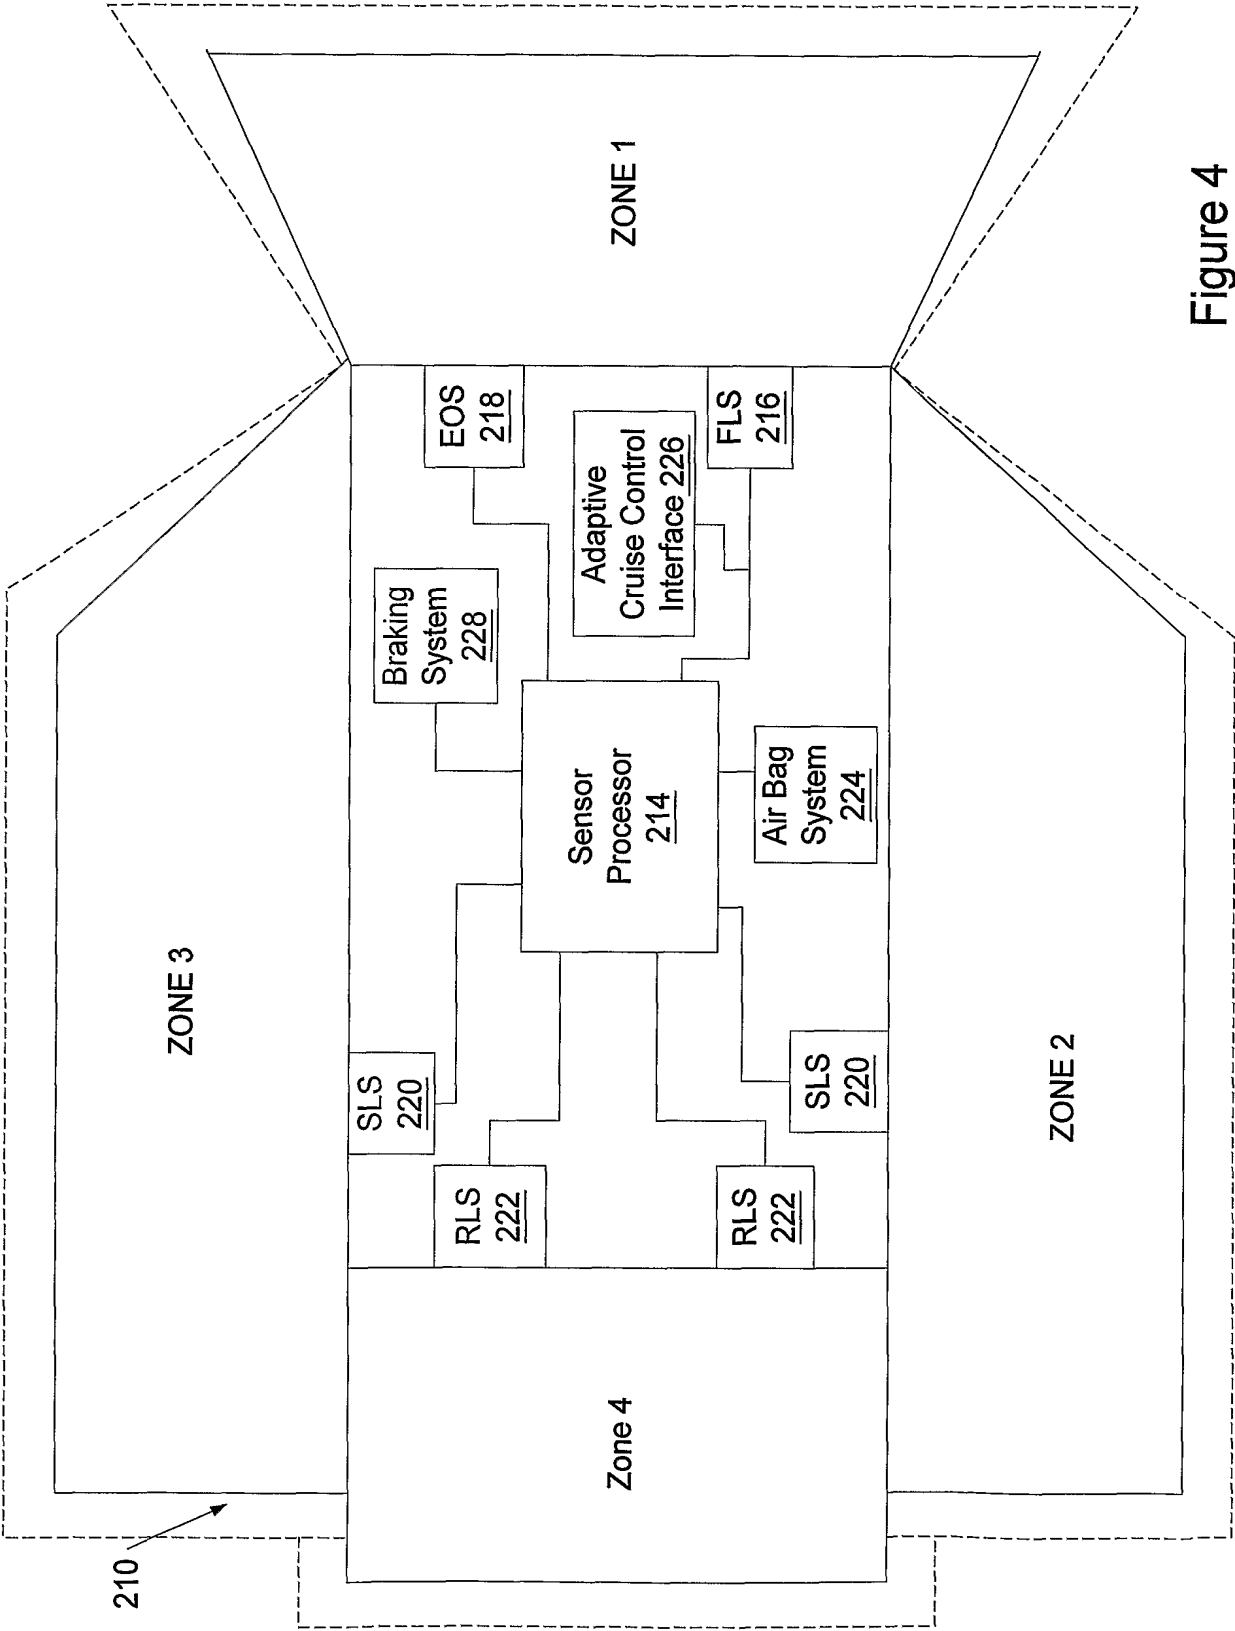 210
ZONE 3
SLS
220
RLS
222
Braking
System
228
EOS
218
Zone 4
Sensor
Processor
214
Adaptive
Cruise Control
Interface 226
ZONE 1
RLS
222
SLS
220
Air Bag
System
224
FLS
216
ZONE 2
Figure 4